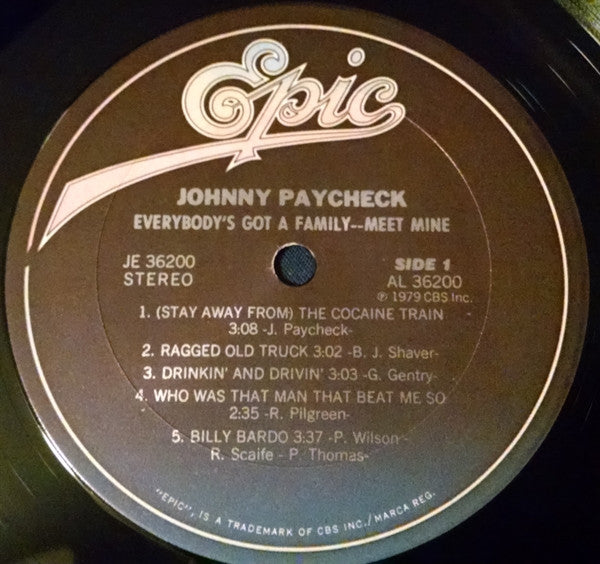 Epic
JOHNNY PAYCHECK
EVERYBODY'S GOT A FAMILY--MEET MINE
JE 36200
STEREO
SIDE 1
AL 36200
℗ 1979 CBS Inc.
1. (STAY AWAY FROM) THE COCAINE TRAIN
3:08 -J. Paycheck-
2. RAGGED OLD TRUCK 3:02 -B. J. Shaver-
3. DRINKIN' AND DRIVIN' 3:03 -G. Gentry-
4. WHO WAS THAT MAN THAT BEAT ME SO
2:35 -R. Pilgreen-
5. BILLY BARDO 3:37 -P. Wilson-
R. Scaife - P. Thomas-
"EPIC", IS A TRADEMARK OF CBS INC./MARCA REG.